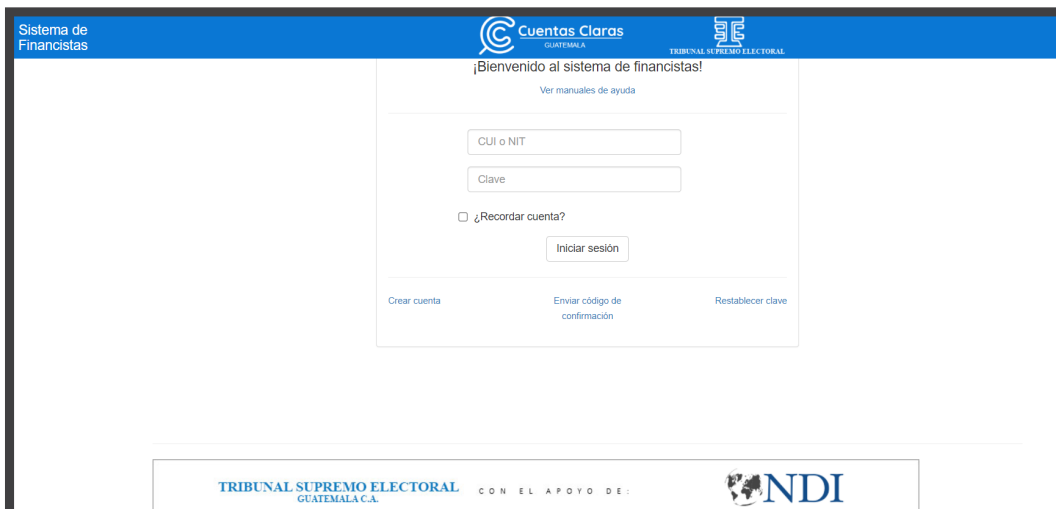 Sistema de
Financistas
Cuentas Claras
GUATEMALA
TRIBUNAL SUPREMO ELECTORAL
¡Bienvenido al sistema de financistas!
Ver manuales de ayuda
CUI o NIT
Clave
¿Recordar cuenta?
Iniciar sesión
Crear cuenta
Enviar código de
confirmación
Restablecer clave
TRIBUNAL SUPREMO ELECTORAL
GUATEMALA C.A.
CON EL APOYO DE:
NDI